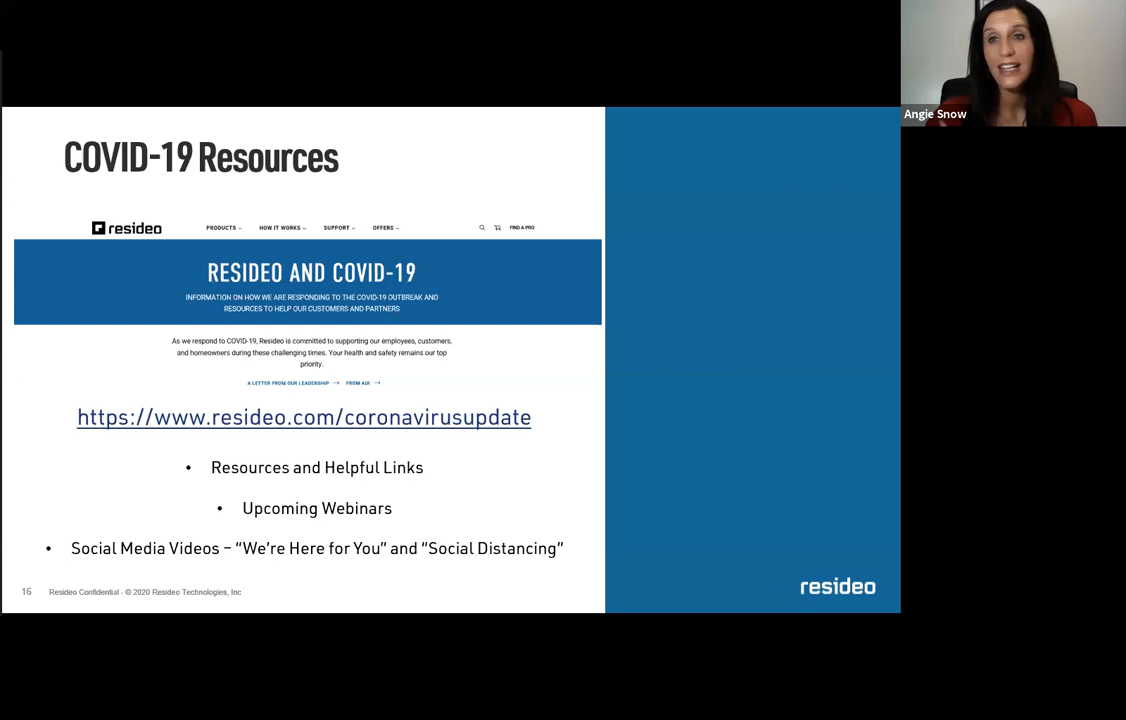 Angie Snow
COVID-19 Resources
resideo
PRODUCTS HOW IT WORKS SUPPORT OFFERS FIND A PRO
RESIDEO AND COVID-19
INFORMATION ON HOW WE ARE RESPONDING TO THE COVID-19 OUTBREAK AND
RESOURCES TO HELP OUR CUSTOMERS AND PARTNERS
As we respond to COVID-19, Resideo is committed to supporting our employees, customers,
and homeowners during these challenging times. Your health and safety remains our top
priority.
A LETTER FROM OUR LEADERSHIP → FROM ADI →
https://www.resideo.com/coronavirusupdate
• Resources and Helpful Links
• Upcoming Webinars
• Social Media Videos – “We’re Here for You” and “Social Distancing”
16 Resideo Confidential - © 2020 Resideo Technologies, Inc
resideo